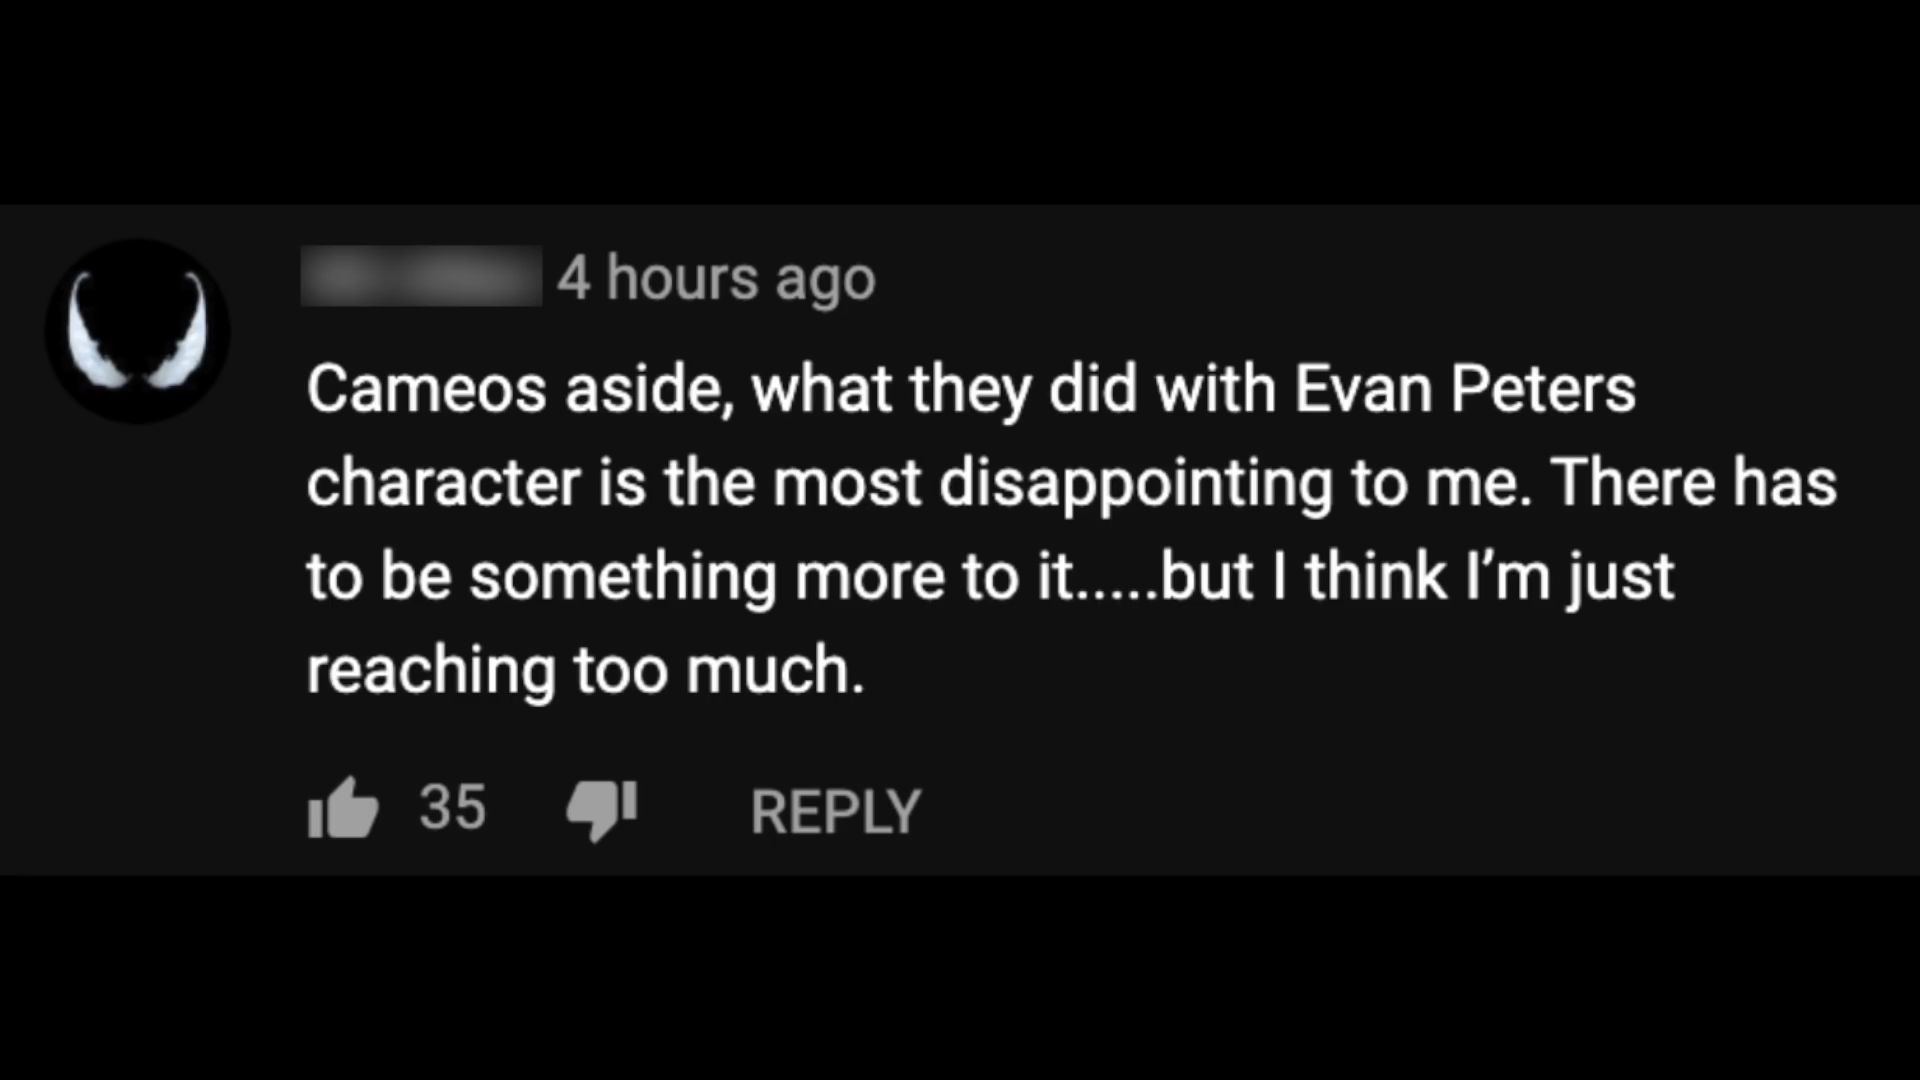 4 hours ago
Cameos aside, what they did with Evan Peters
character is the most disappointing to me. There has
to be something more to it.....but I think I’m just
reaching too much.
35 REPLY